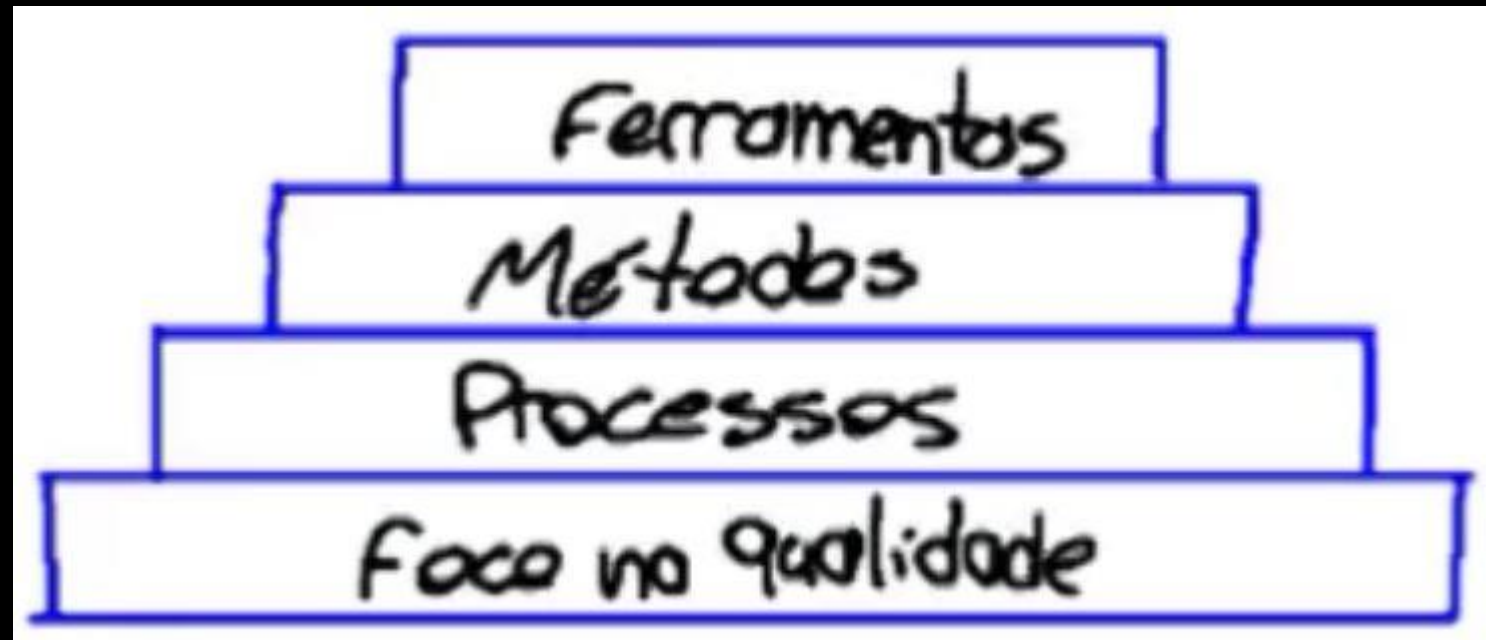 Ferramentas
Métodos
Processos
Foco na qualidade